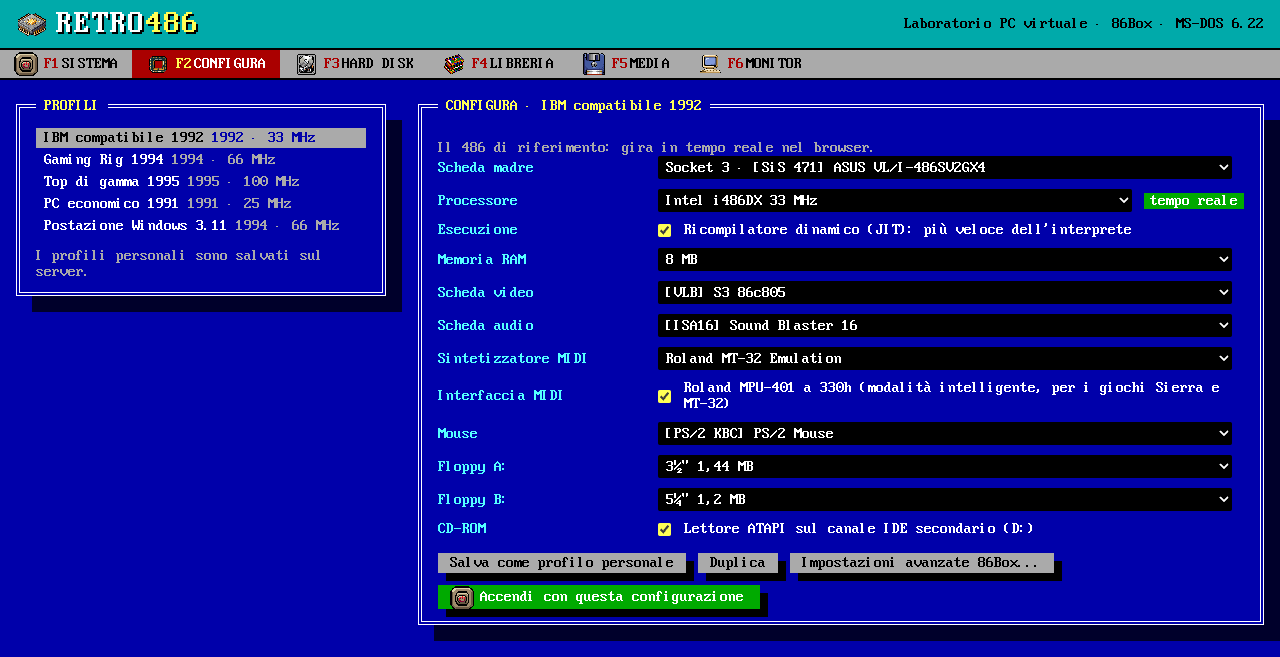 RETRO486
Laboratorio PC virtuale · 86Box · MS-DOS 6.22
F1 SISTEMA F2 CONFIGURA F3 HARD DISK F4 LIBRERIA F5 MEDIA F6 MONITOR
PROFILI
IBM compatibile 1992 1992 · 33 MHz
Gaming Rig 1994 1994 · 66 MHz
Top di gamma 1995 1995 · 100 MHz
PC economico 1991 1991 · 25 MHz
Postazione Windows 3.11 1994 · 66 MHz
I profili personali sono salvati sul
server.
CONFIGURA · IBM compatibile 1992
Il 486 di riferimento: gira in tempo reale nel browser.
Scheda madre Socket 3 · [SiS 471] ASUS VL/I-486SV2GX4
Processore Intel i486DX 33 MHz tempo reale
Esecuzione Ricompilatore dinamico (JIT): più veloce dell'interprete
Memoria RAM 8 MB
Scheda video [VLB] S3 86c805
Scheda audio [ISA16] Sound Blaster 16
Sintetizzatore MIDI Roland MT-32 Emulation
Interfaccia MIDI Roland MPU-401 a 330h (modalità intelligente, per i giochi Sierra e
MT-32)
Mouse [PS/2 KBC] PS/2 Mouse
Floppy A: 3½" 1,44 MB
Floppy B: 5¼" 1,2 MB
CD-ROM Lettore ATAPI sul canale IDE secondario (D:)
Salva come profilo personale Duplica Impostazioni avanzate 86Box...
Accendi con questa configurazione